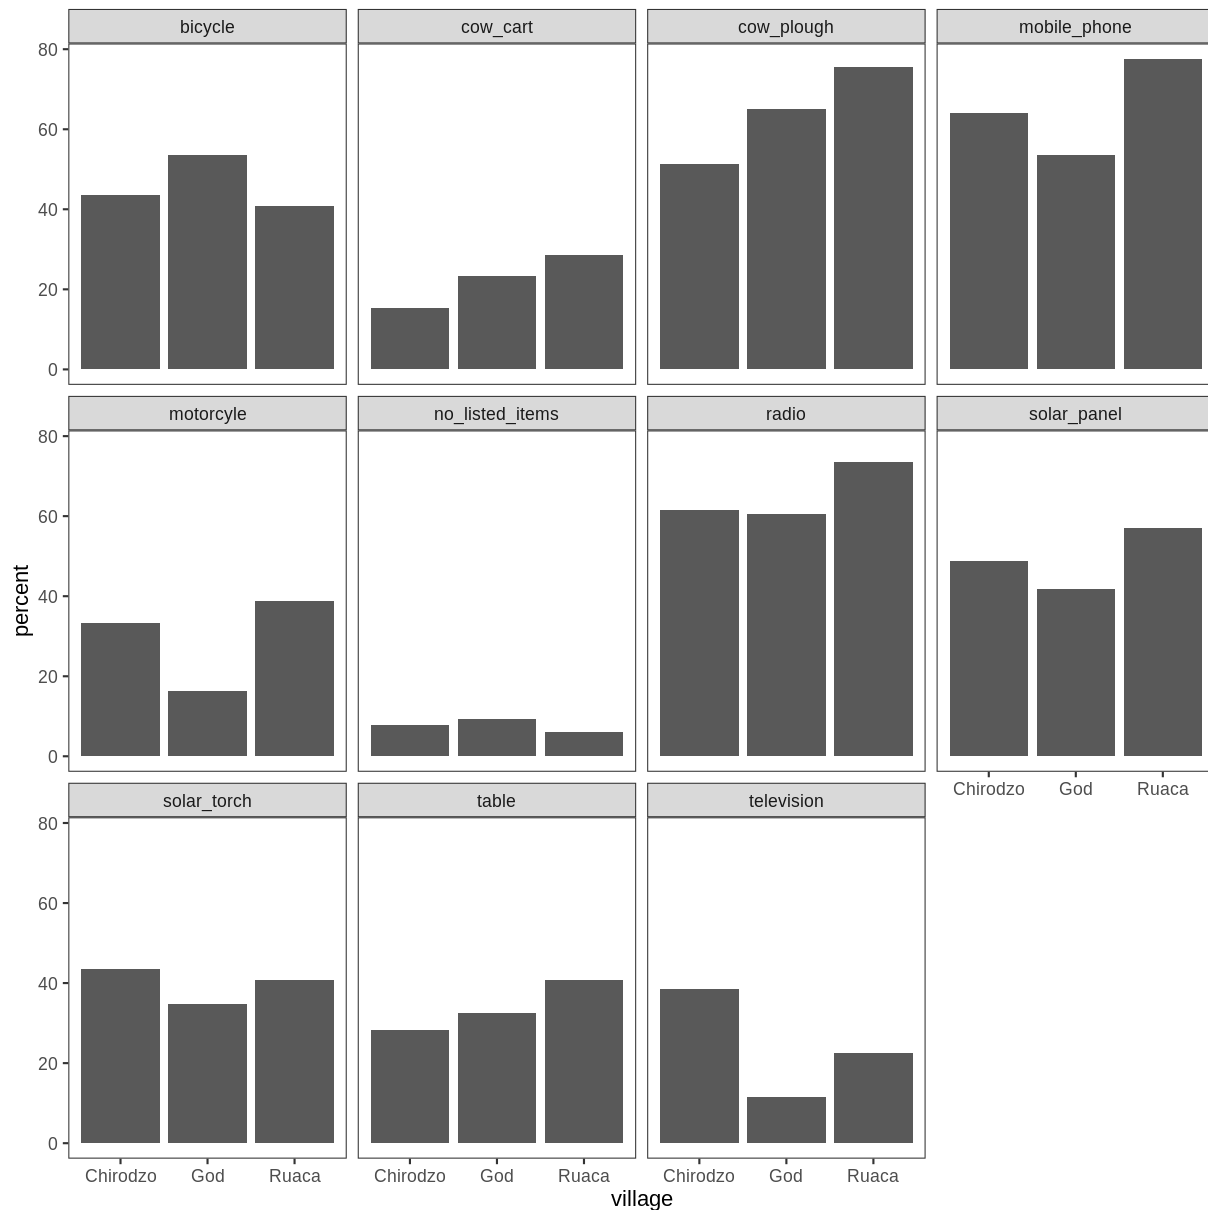 bicycle cow_cart cow_plough mobile_phone
80
60
40
20
0
motorcyle no_listed_items radio solar_panel
80
60
40
20
0
Chirodzo God Ruaca
solar_torch table television
80
60
40
20
0
Chirodzo God Ruaca Chirodzo God Ruaca Chirodzo God Ruaca
village
percent